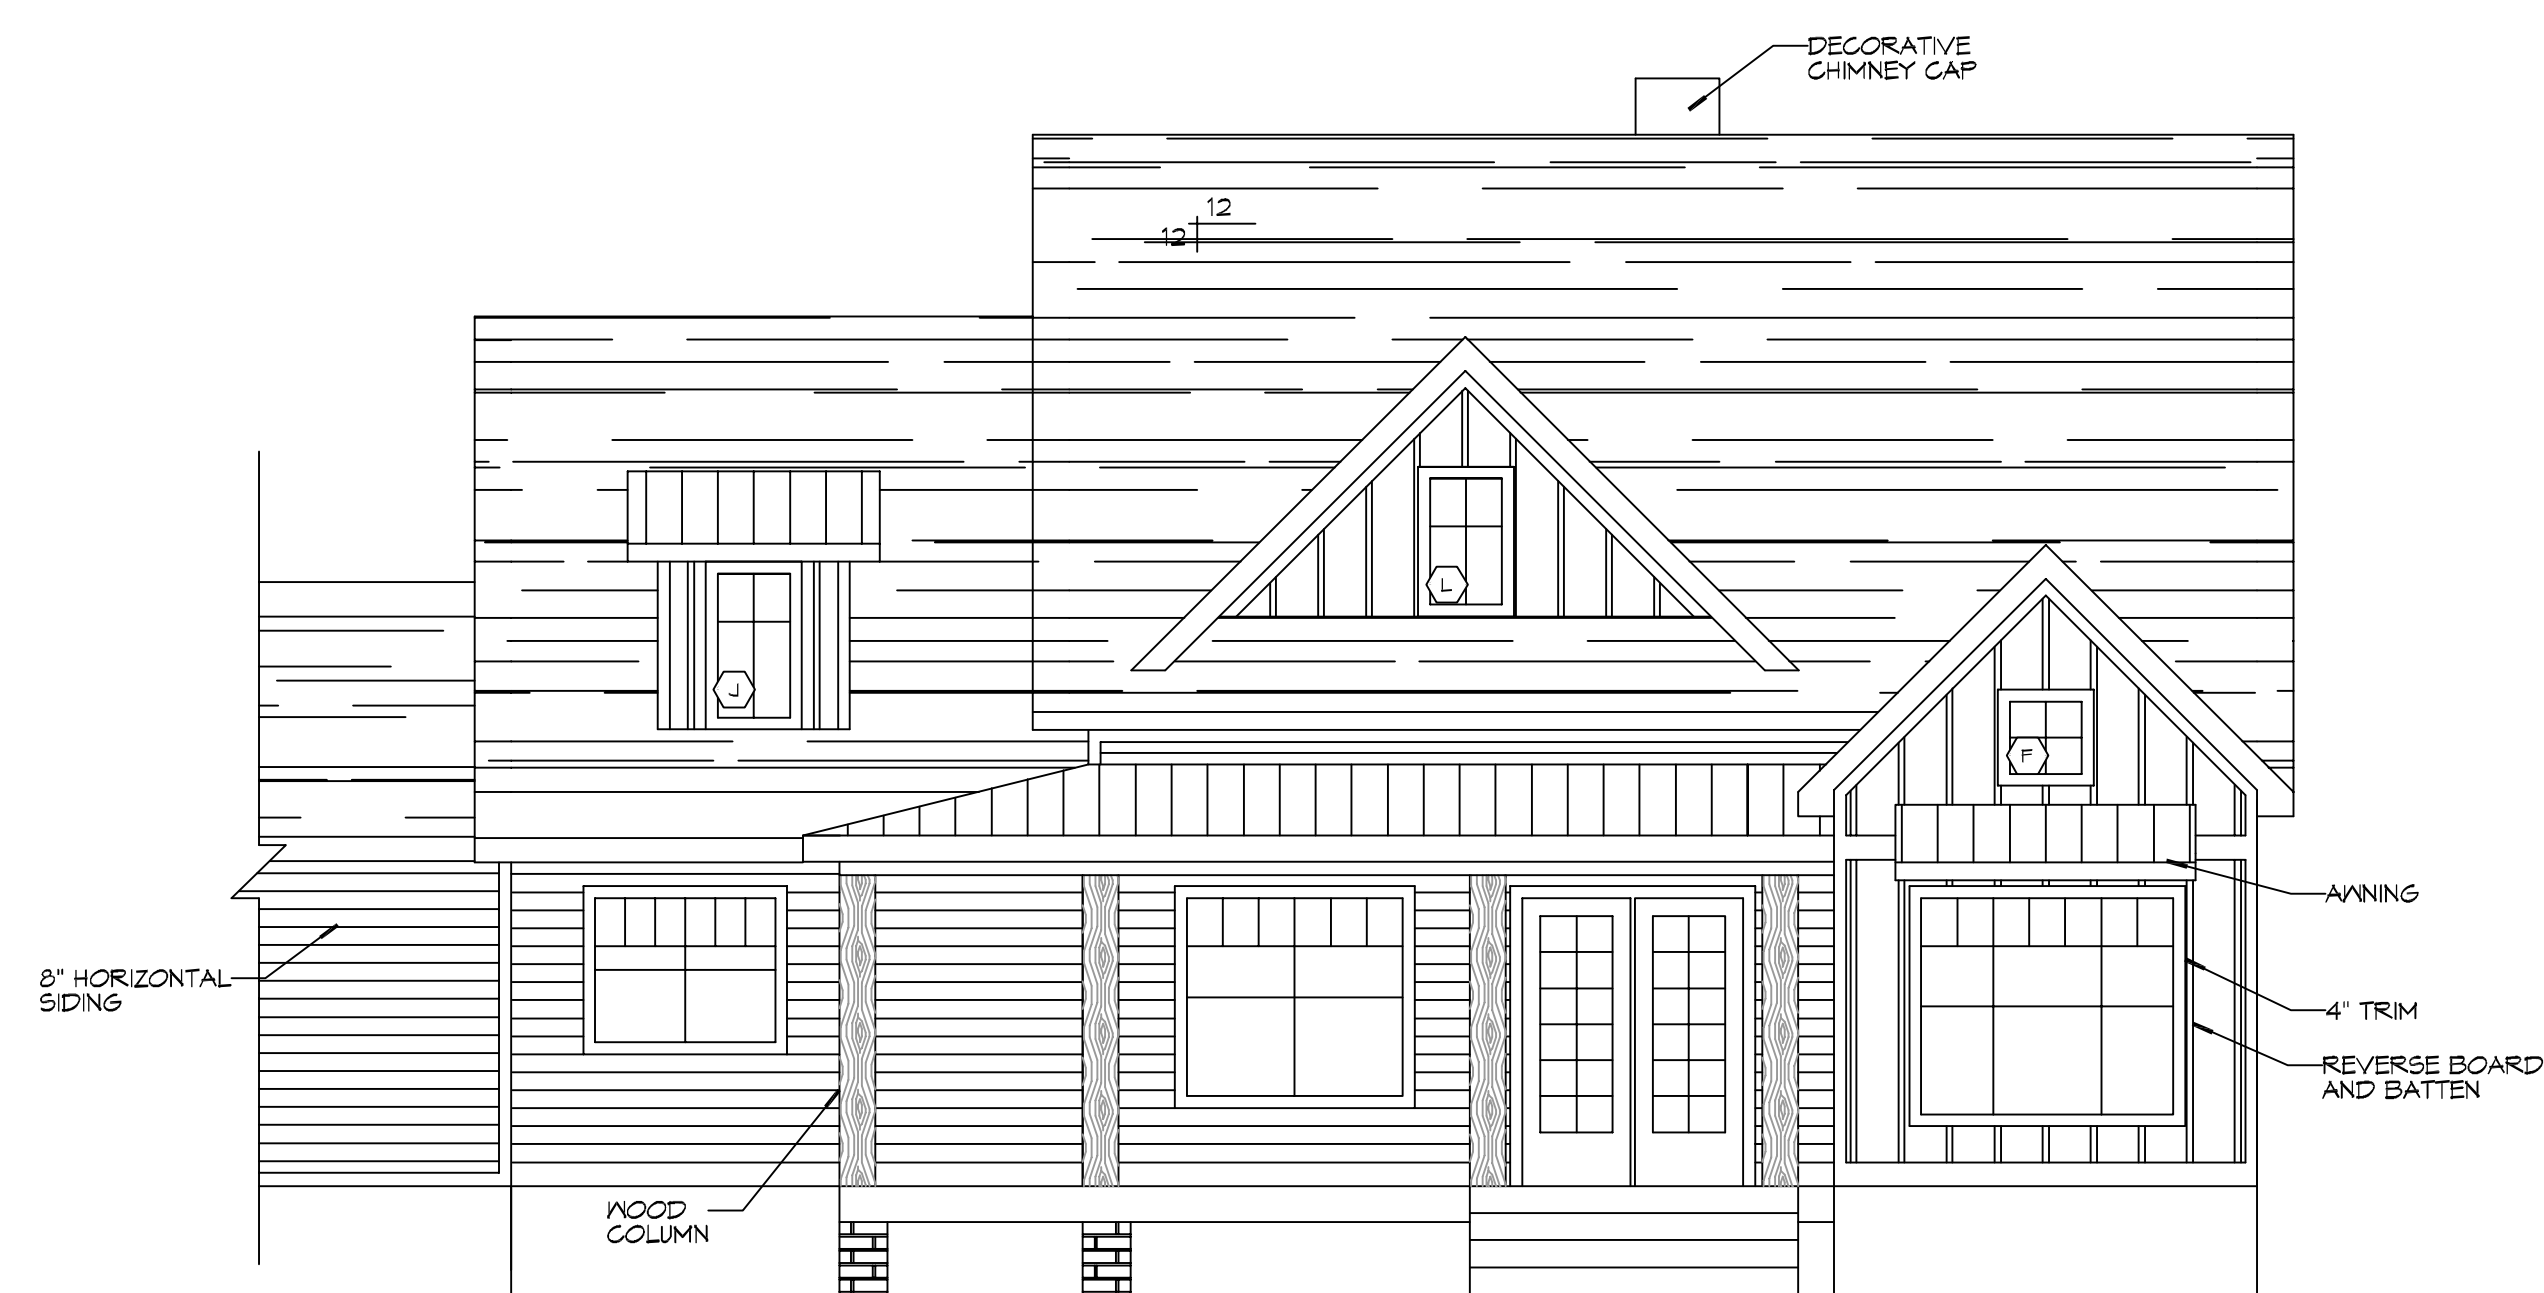 DECORATIVE
CHIMNEY CAP
12
12
L
J
F
AWNING
8" HORIZONTAL
SIDING
4" TRIM
REVERSE BOARD
AND BATTEN
WOOD
COLUMN